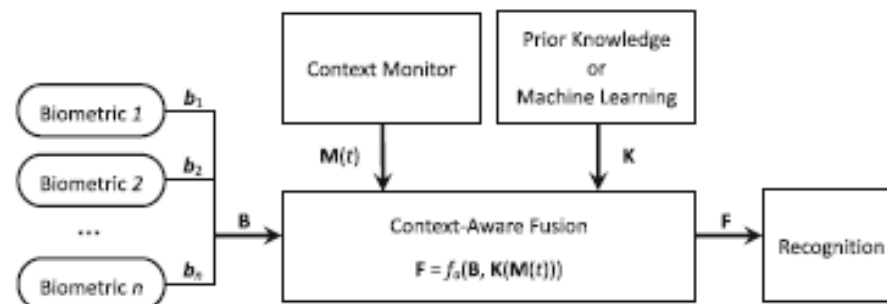 Biometric 1
b1
Biometric 2
b2
...
Biometric n
bn
B
Context Monitor
M(t)
Prior Knowledge
or
Machine Learning
K
Context-Aware Fusion
F = fa(B, K(M(t)))
F
Recognition